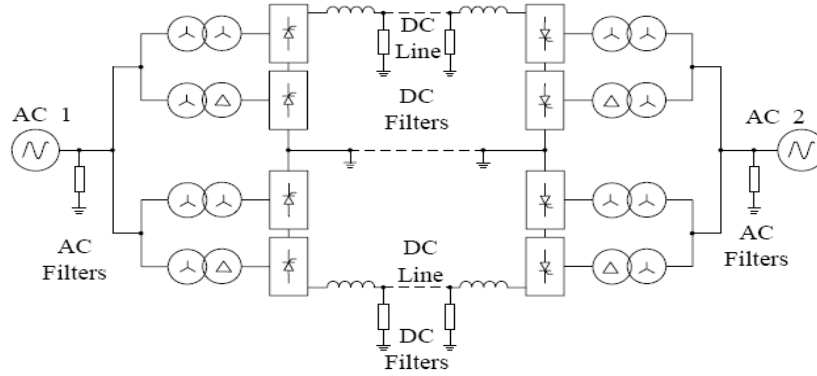 DC
Line
DC
Filters
AC 1
AC 2
AC
Filters
DC
Line
AC
Filters
DC
Filters